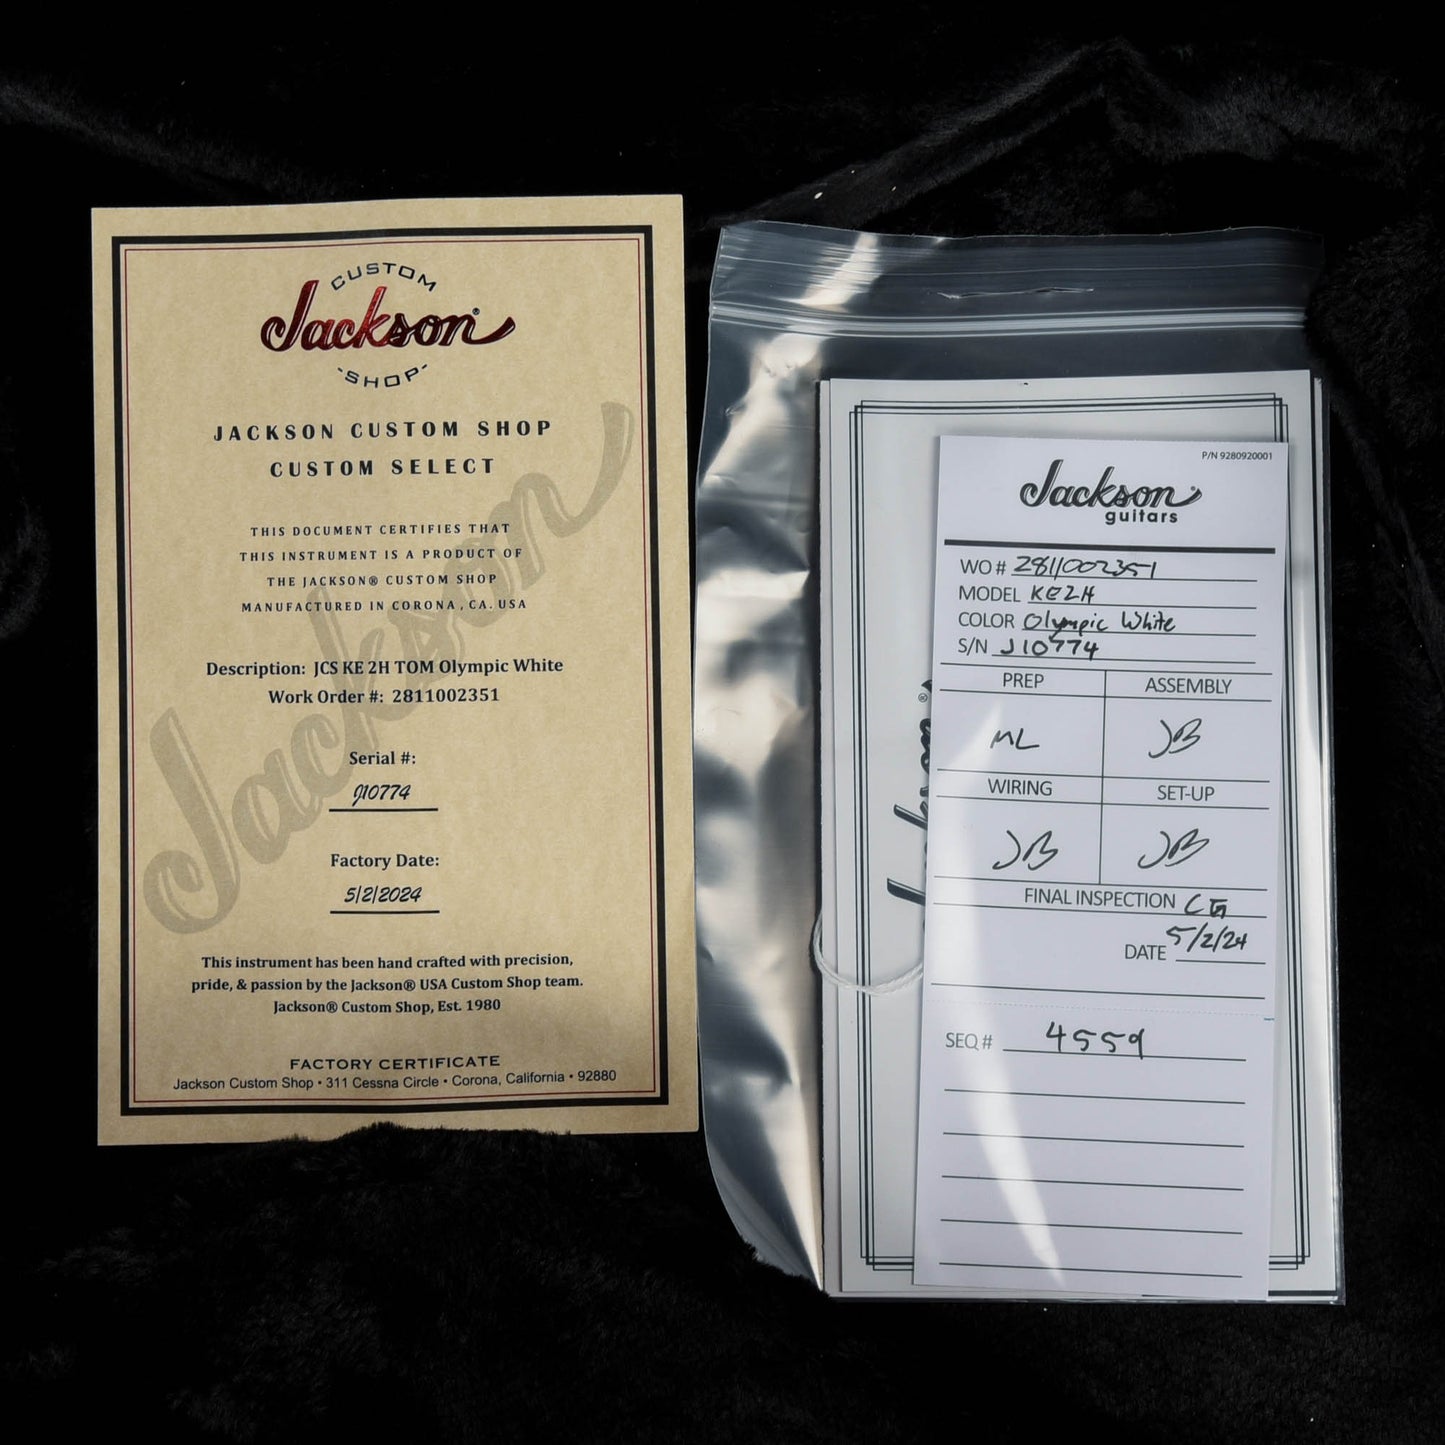 CUSTOM
Jackson®
SHOP
JACKSON CUSTOM SHOP
CUSTOM SELECT
THIS DOCUMENT CERTIFIES THAT
THIS INSTRUMENT IS A PRODUCT OF
THE JACKSON® CUSTOM SHOP
MANUFACTURED IN CORONA, CA. USA
Description: JCS KE 2H TOM Olympic White
Work Order #: 2811002351
Serial #:
J10774
Factory Date:
5/2/2024
This instrument has been hand crafted with precision,
pride, & passion by the Jackson® USA Custom Shop team.
Jackson® Custom Shop, Est. 1980
FACTORY CERTIFICATE
Jackson Custom Shop • 311 Cessna Circle • Corona, California • 92880
Jackson
P/N 9280920001
Jackson
guitars
WO # 2811002351
MODEL KE2H
COLOR Olympic White
S/N J10774
PREP ASSEMBLY
ML JB
WIRING SET-UP
JB JB
FINAL INSPECTION CG
DATE 5/2/24
SEQ # 4559